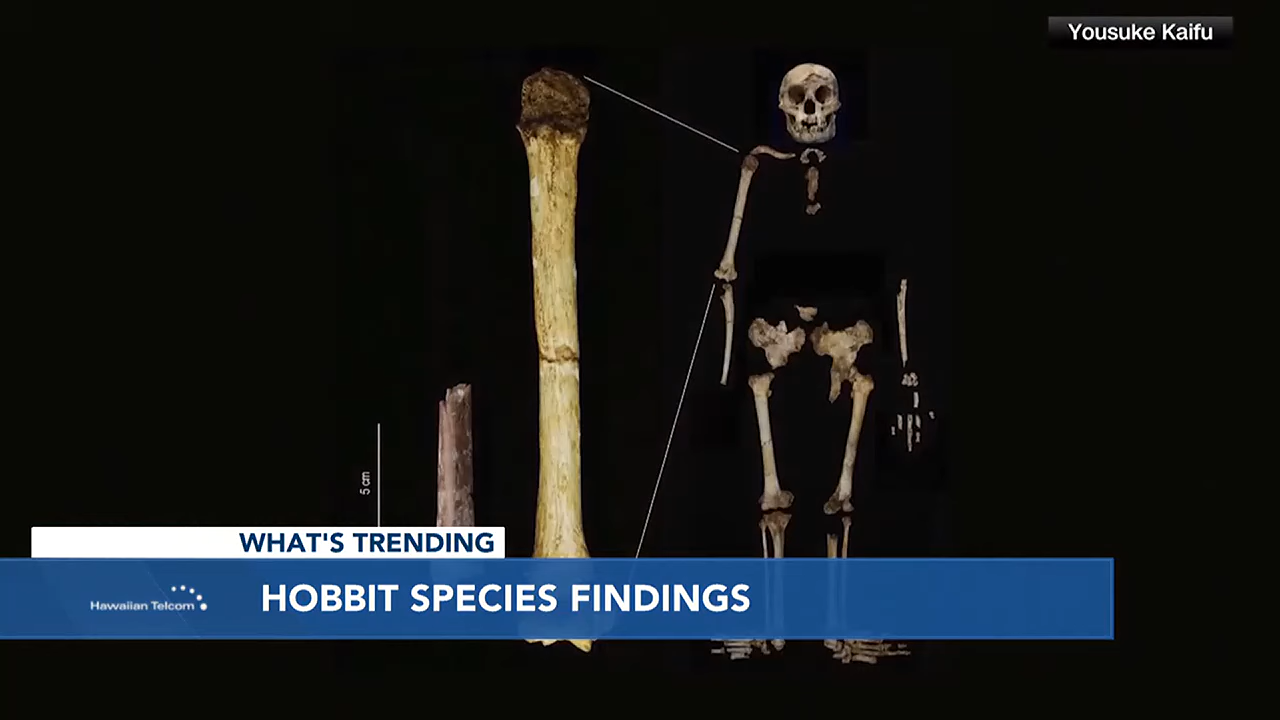 Yousuke Kaifu
5 cm
WHAT'S TRENDING
Hawaiian Telcom
HOBBIT SPECIES FINDINGS